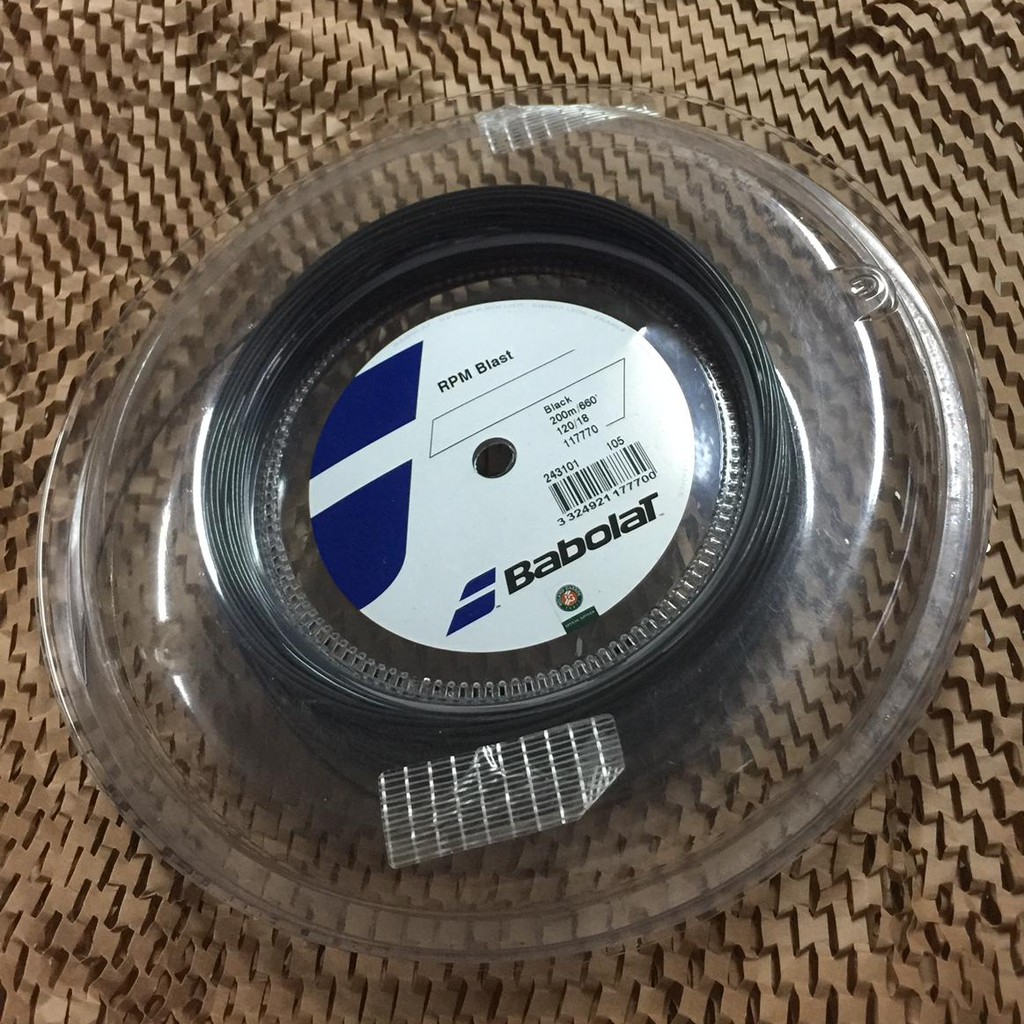 RPM Blast
Black
200m/660'
120/18
117770
243101 105
3 324921 177700
BabolaT